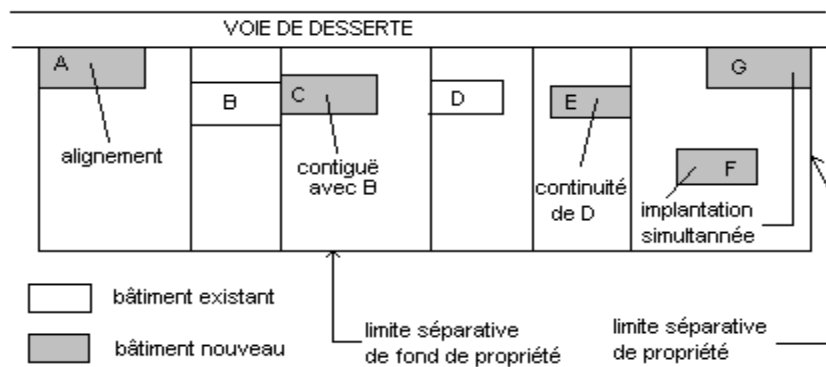 VOIE DE DESSERTE
A
B
C
D
E
G
F
alignement
contiguë
avec B
continuité
de D
implantation
simultannée
bâtiment existant
bâtiment nouveau
limite séparative
de fond de propriété
limite séparative
de propriété